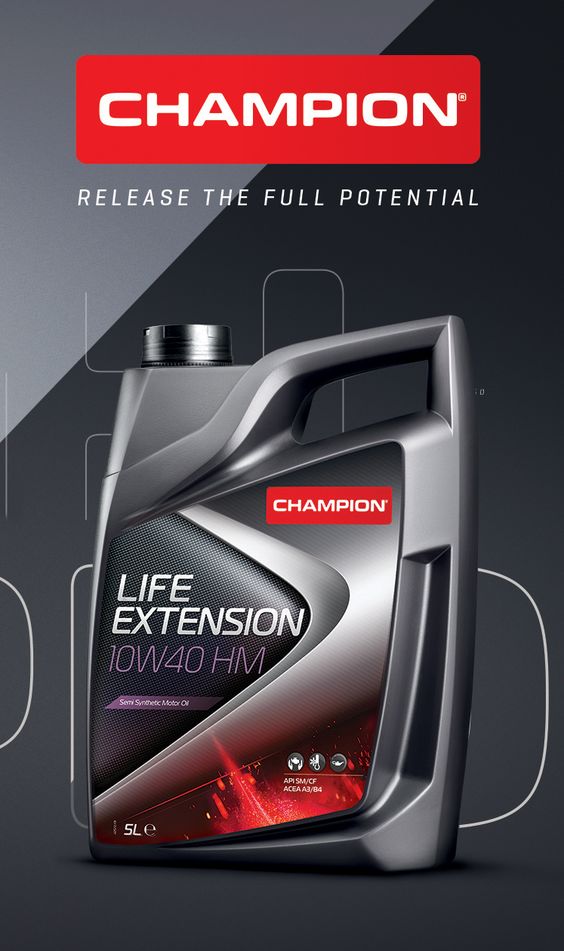 CHAMPION®
RELEASE THE FULL POTENTIAL
CHAMPION®
LIFE
EXTENSION
10W40 HM
Semi Synthetic Motor Oil
API SM/CF
ACEA A3/B4
5L e